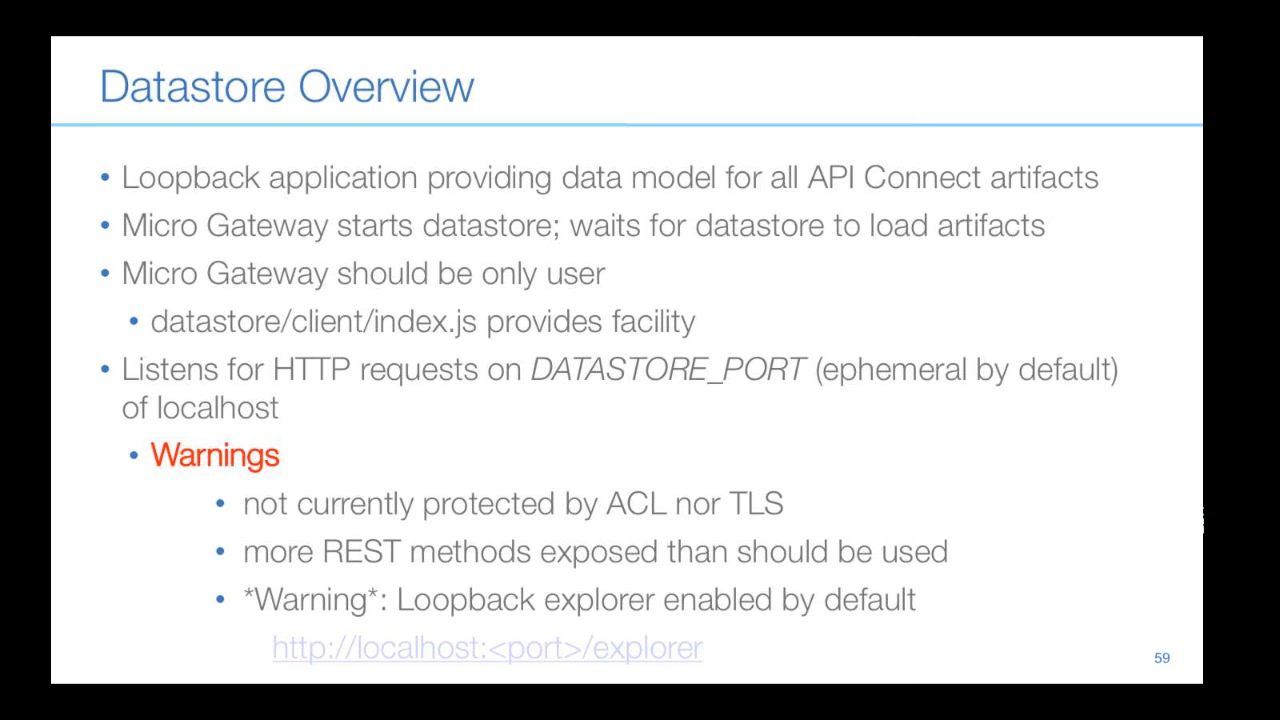 Datastore Overview
• Loopback application providing data model for all API Connect artifacts
• Micro Gateway starts datastore; waits for datastore to load artifacts
• Micro Gateway should be only user
• datastore/client/index.js provides facility
• Listens for HTTP requests on DATASTORE_PORT (ephemeral by default)
of localhost
• Warnings
• not currently protected by ACL nor TLS
• more REST methods exposed than should be used
• *Warning*: Loopback explorer enabled by default
http://localhost:<port>/explorer
59